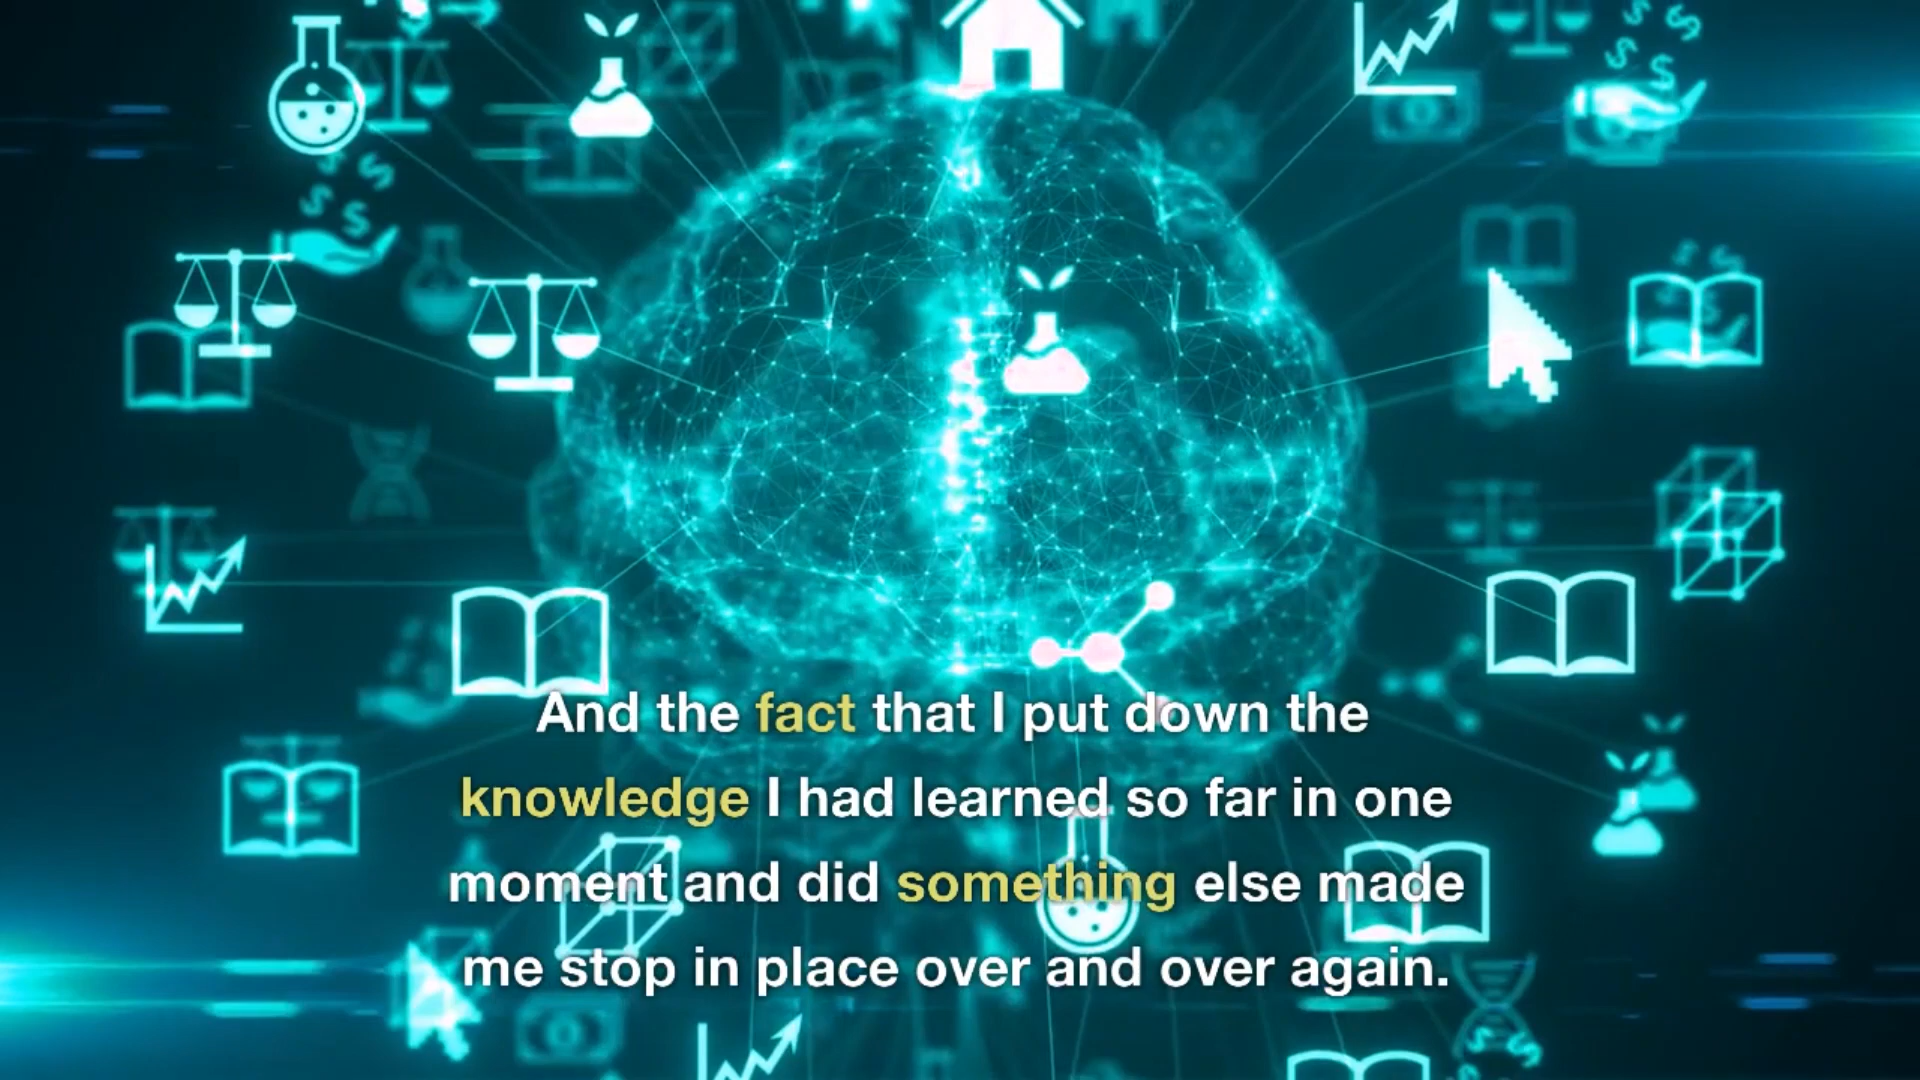 And the fact that I put down the
knowledge I had learned so far in one
moment and did something else made
me stop in place over and over again.